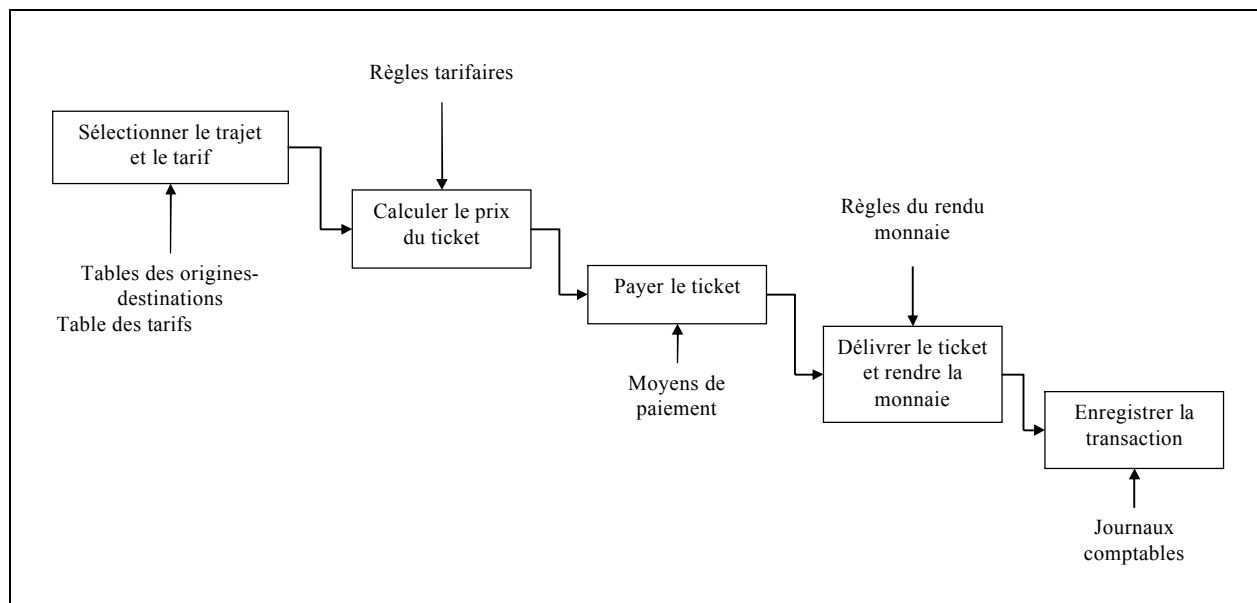 Règles tarifaires
Sélectionner le trajet
et le tarif
Calculer le prix
du ticket
Règles du rendu
monnaie
Tables des origines-
destinations
Table des tarifs
Payer le ticket
Délivrer le ticket
et rendre la
monnaie
Moyens de
paiement
Enregistrer la
transaction
Journaux
comptables